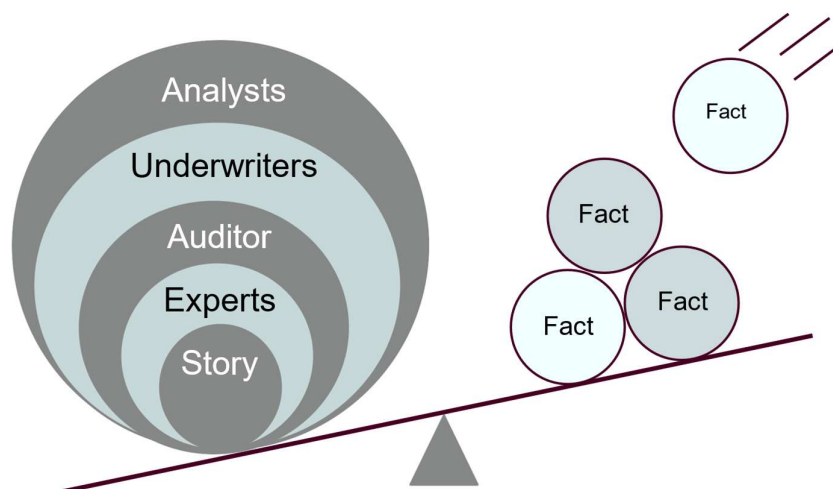 Analysts
Underwriters
Auditor
Experts
Story
Fact
Fact
Fact
Fact